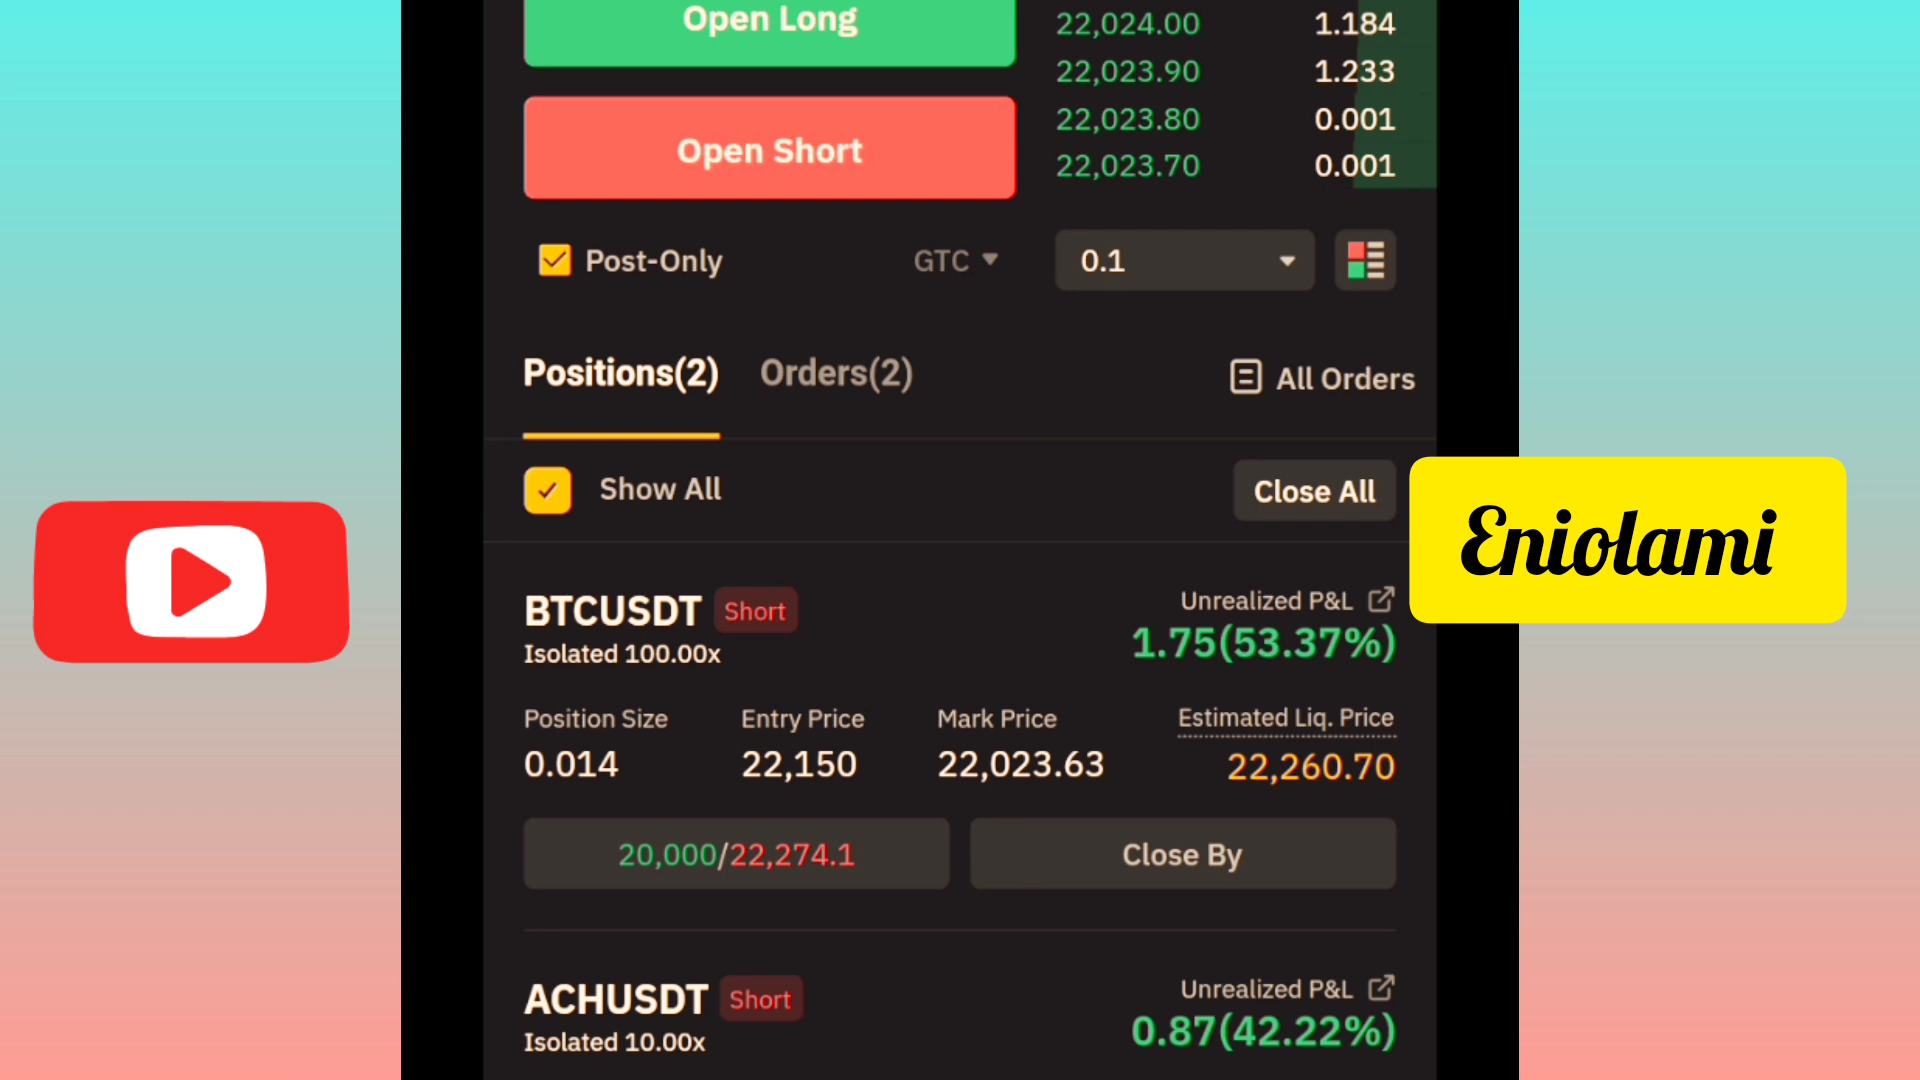 Open Long
22,024.00 1.184
22,023.90 1.233
Open Short
22,023.80 0.001
22,023.70 0.001
Post-Only GTC 0.1
Positions(2) Orders(2) All Orders
Show All Close All
Eniolami
BTCUSDT Short Unrealized P&L
Isolated 100.00x 1.75(53.37%)
Position Size Entry Price Mark Price Estimated Liq. Price
0.014 22,150 22,023.63 22,260.70
20,000/22,274.1 Close By
ACHUSDT Short Unrealized P&L
Isolated 10.00x 0.87(42.22%)